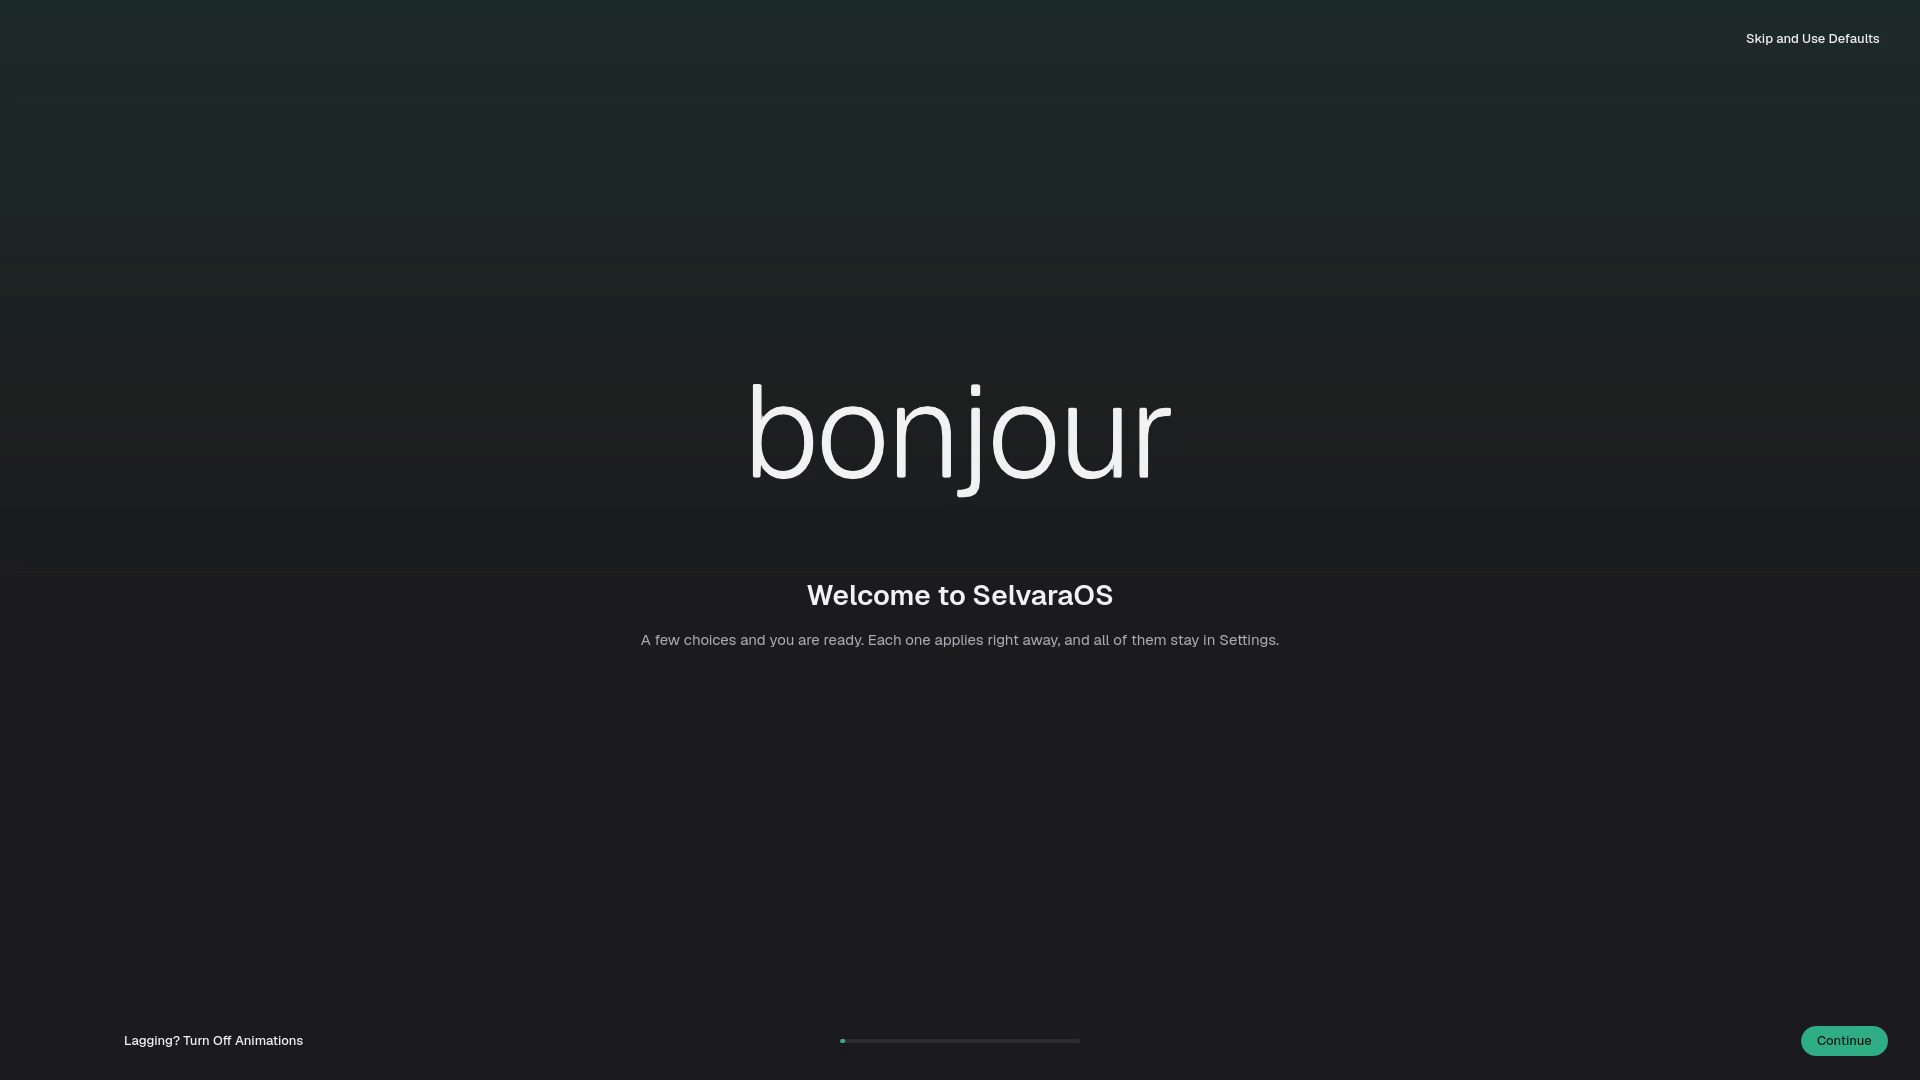 Skip and Use Defaults
bonjour
Welcome to SelvaraOS
A few choices and you are ready. Each one applies right away, and all of them stay in Settings.
Lagging? Turn Off Animations
Continue